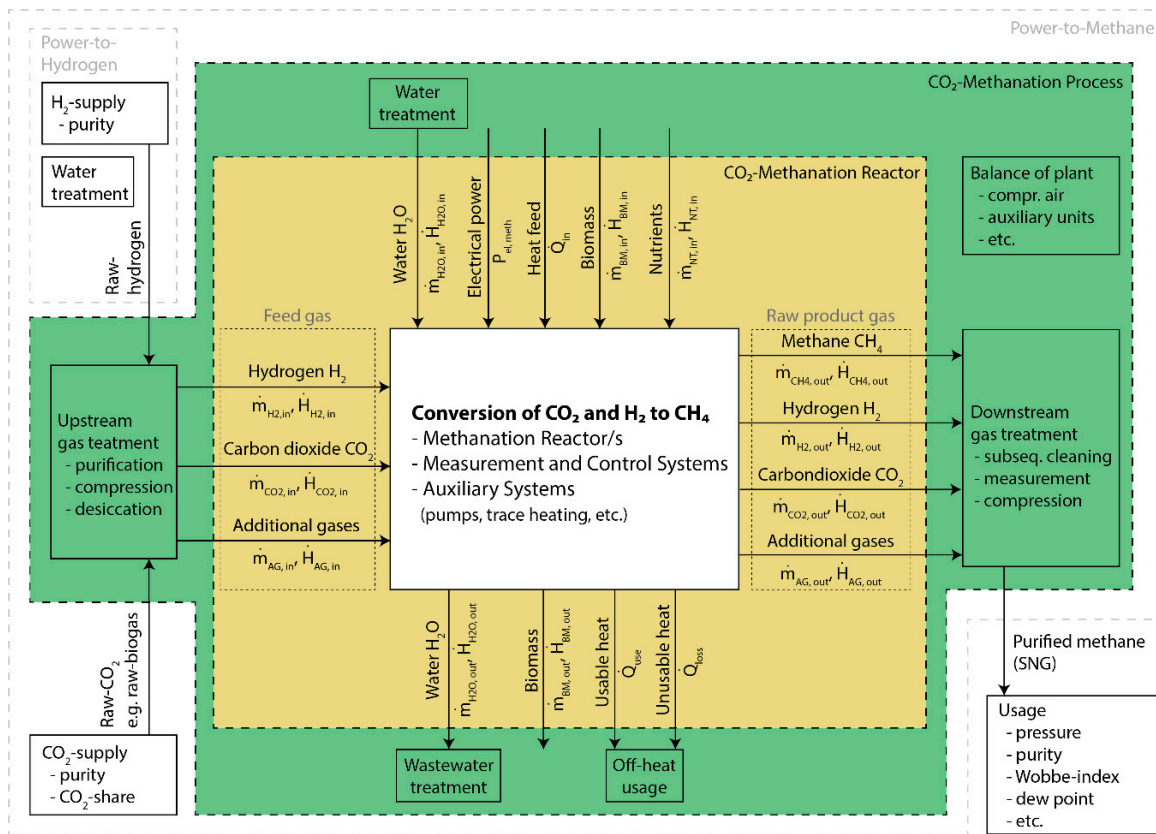 Power-to-Methane
Power-to-
Hydrogen
H₂-supply
- purity
Water
treatment
Raw-
hydrogen
CO₂-Methanation Process
Water
treatment
CO₂-Methanation Reactor
Balance of plant
- compr. air
- auxiliary units
- etc.
Water H₂O
ṁH2O, in, ḢH2O, in
Electrical power
Pel, meth
Heat feed
Q̇in
Biomass
ṁBM, in, ḢBM, in
Nutrients
ṁNT, in, ḢNT, in
Feed gas
Hydrogen H₂
ṁH2,in, ḢH2, in
Carbon dioxide CO₂
ṁCO2, in, ḢCO2, in
Additional gases
ṁAG, in, ḢAG, in
Upstream
gas teatment
- purification
- compression
- desiccation
Conversion of CO₂ and H₂ to CH₄
- Methanation Reactor/s
- Measurement and Control Systems
- Auxiliary Systems
(pumps, trace heating, etc.)
Raw product gas
Methane CH₄
ṁCH4, out, ḢCH4, out
Hydrogen H₂
ṁH2, out, ḢH2, out
Carbondioxide CO₂
ṁCO2, out, ḢCO2, out
Additional gases
ṁAG, out, ḢAG, out
Downstream
gas treatment
- subseq. cleaning
- measurement
- compression
Water H₂O
ṁH2O, out, ḢH2O, out
Biomass
ṁBM, out, ḢBM, out
Usable heat
Q̇use
Unusable heat
Q̇loss
Wastewater
treatment
Off-heat
usage
Raw-CO₂
e.g. raw-biogas
CO₂-supply
- purity
- CO₂-share
Purified methane
(SNG)
Usage
- pressure
- purity
- Wobbe-index
- dew point
- etc.